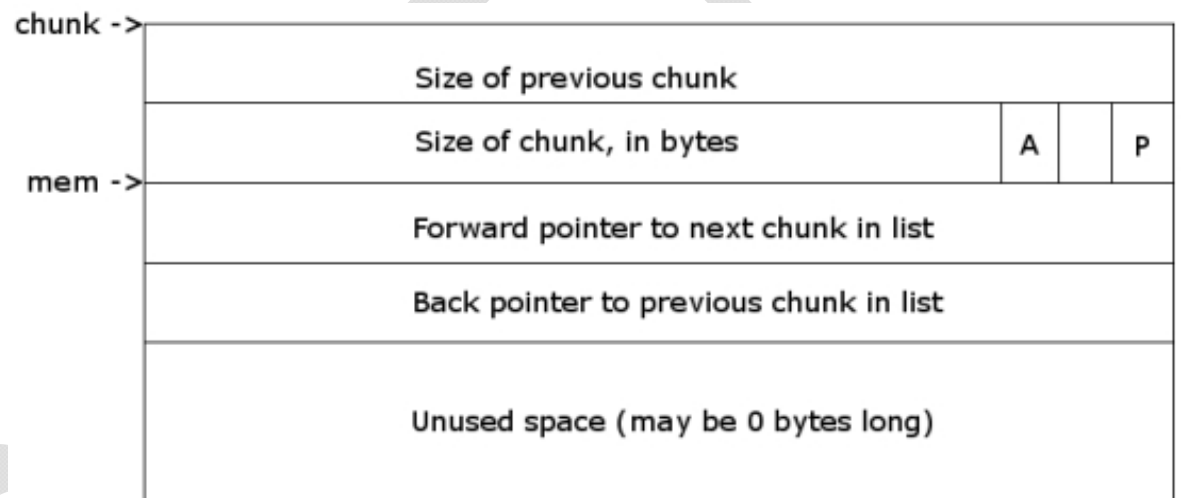 chunk ->
Size of previous chunk
Size of chunk, in bytes A P
mem ->
Forward pointer to next chunk in list
Back pointer to previous chunk in list
Unused space (may be 0 bytes long)